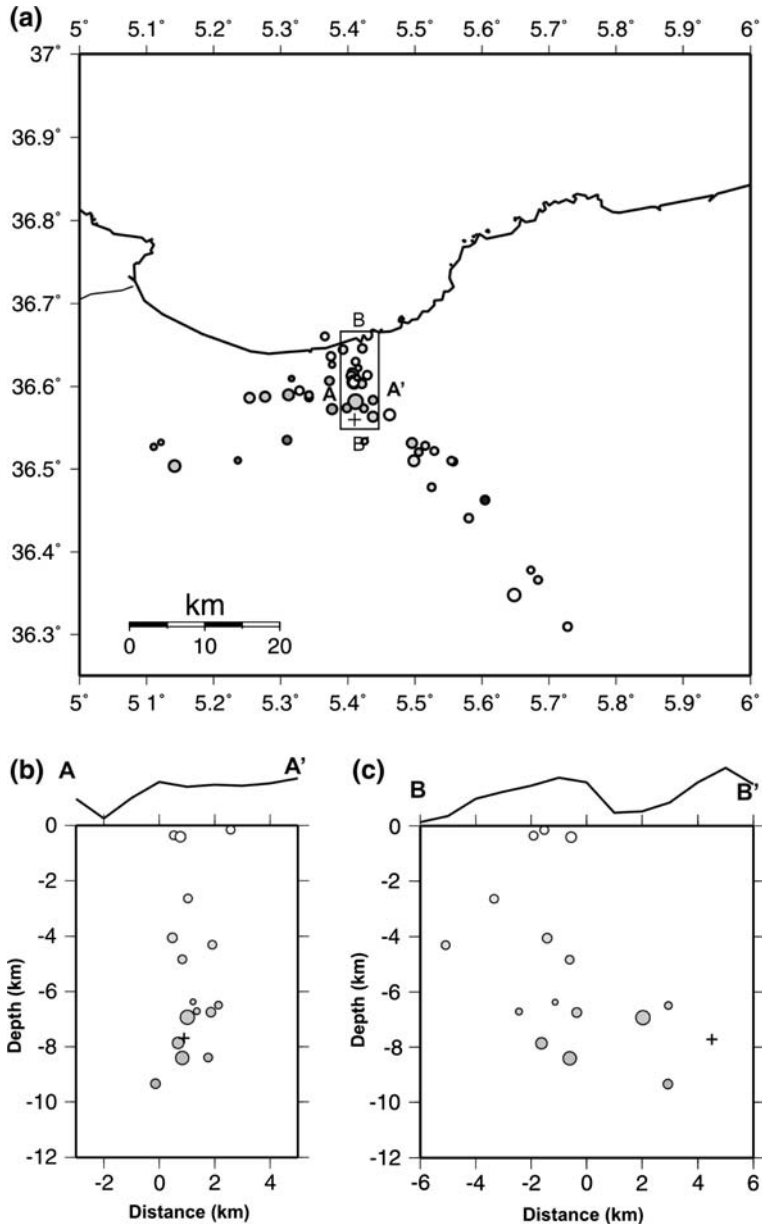 (a)
5° 5.1° 5.2° 5.3° 5.4° 5.5° 5.6° 5.7° 5.8° 5.9° 6°
37°
36.9°
36.8°
36.7°
B
36.6°
A A'
B'
36.5°
36.4°
km
36.3°
0 10 20
5° 5 1° 5.2° 5.3° 5.4° 5.5° 5.6° 5.7° 5.8° 5.9° 6°
(b) A A'
(c) B B'
0
-2
-4
-6
-8
-10
-12
Depth (km)
-2 0 2 4
Distance (km)
0
-2
-4
-6
-8
-10
-12
Depth (km)
-6 -4 -2 0 2 4 6
Distance (km)